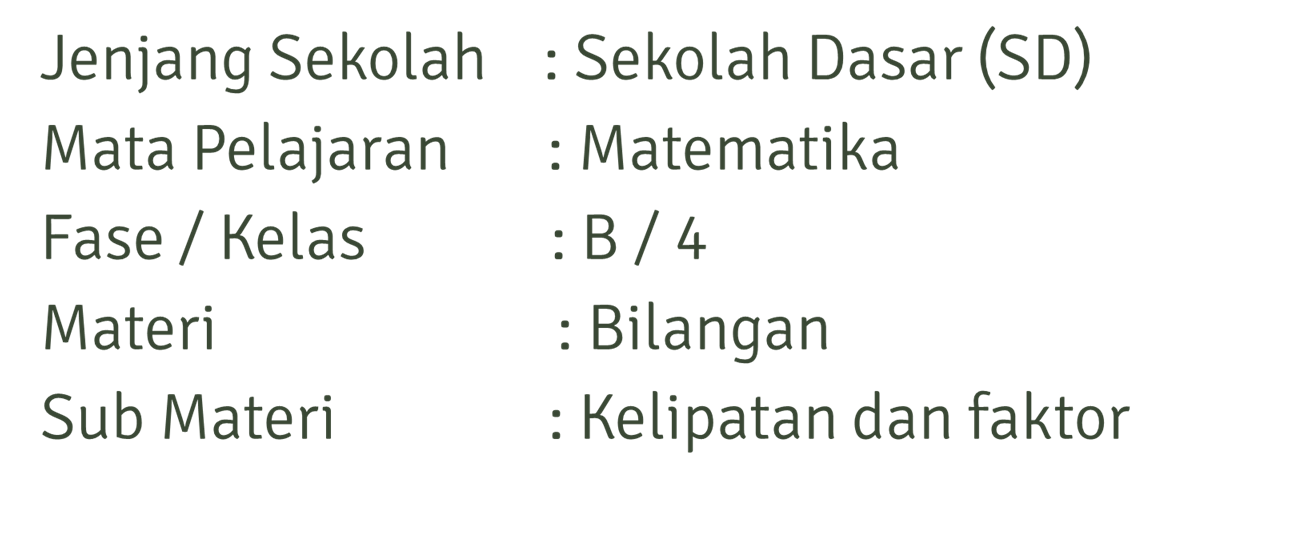 Jenjang Sekolah : Sekolah Dasar (SD)
Mata Pelajaran : Matematika
Fase / Kelas : B / 4
Materi : Bilangan
Sub Materi : Kelipatan dan faktor